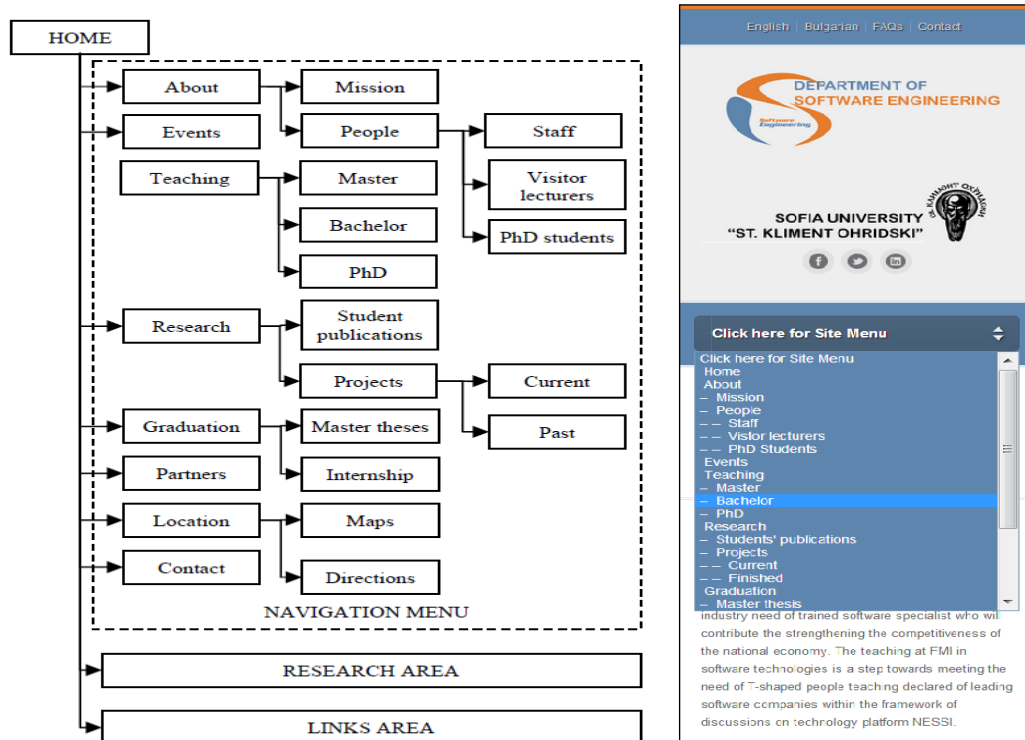 HOME
About
Mission
Events
People
Staff
Teaching
Master
Visitor
lecturers
Bachelor
PhD students
PhD
Research
Student
publications
Projects
Current
Graduation
Master theses
Past
Partners
Internship
Location
Maps
Contact
Directions
NAVIGATION MENU
RESEARCH AREA
LINKS AREA
English | Bulgarian | FAQs | Contact
DEPARTMENT OF
SOFTWARE ENGINEERING
Software
Engineering
СВ. КЛИМЕНТ ОХРИДСКИ
SOFIA UNIVERSITY
“ST. KLIMENT OHRIDSKI”
Click here for Site Menu
Click here for Site Menu
Home
About
– Mission
– People
– – Staff
– – Visitor lecturers
– – PhD Students
Events
Teaching
– Master
– Bachelor
– PhD
Research
– Students' publications
– Projects
– – Current
– – Finished
Graduation
– Master thesis
industry need of trained software specialist who will
contribute the strengthening the competitiveness of
the national economy. The teaching at FMI in
software technologies is a step towards meeting the
need of T-shaped people teaching declared of leading
software companies within the framework of
discussions on technology platform NESSI.